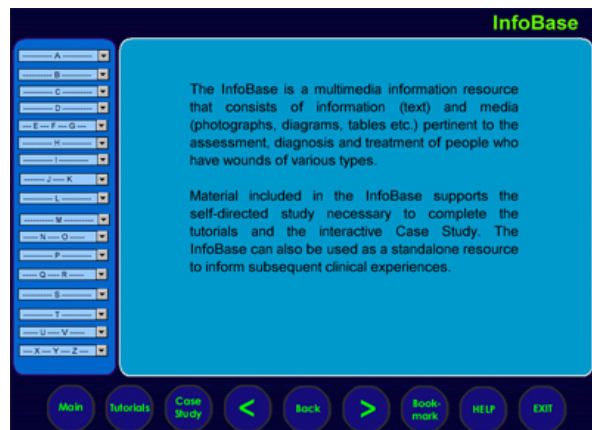 InfoBase
------- A -------
------- B -------
------- C -------
------- D -------
--- E --- F --- G ---
------- H -------
------- I -------
------- J ---- K
------- L -------
--------- M ---------
---- N ---- O ----
------- P -------
---- Q ---- R ----
------- S -------
------- T -------
---- U ---- V ----
--- X --- Y --- Z ---
The InfoBase is a multimedia information resource
that consists of information (text) and media
(photographs, diagrams, tables etc.) pertinent to the
assessment, diagnosis and treatment of people who
have wounds of various types.
Material included in the InfoBase supports the
self-directed study necessary to complete the
tutorials and the interactive Case Study. The
InfoBase can also be used as a standalone resource
to inform subsequent clinical experiences.
Main
Tutorials
Case
Study
<
Back
>
Book-
mark
HELP
EXIT